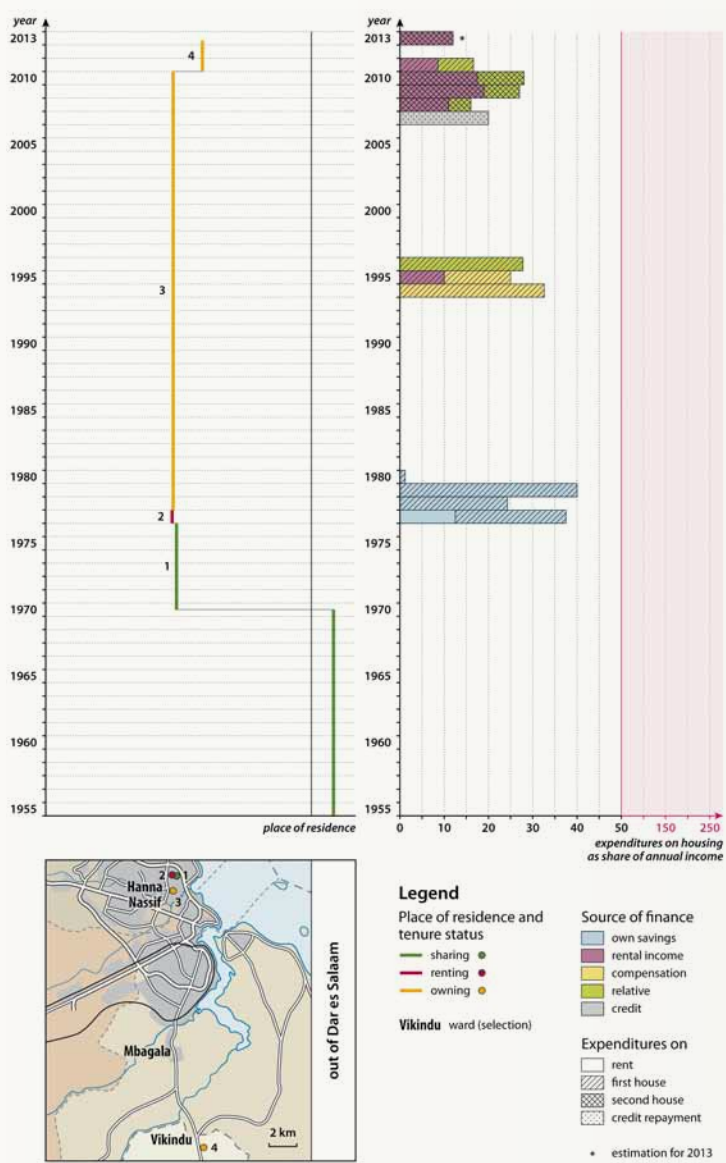 year
2013
2010
2005
2000
1995
1990
1985
1980
1975
1970
1965
1960
1955
4
3
2
1
place of residence
year
2013
2010
2005
2000
1995
1990
1985
1980
1975
1970
1965
1960
1955
*
0 10 20 30 40 50 150 250
expenditures on housing
as share of annual income
2 1
Hanna
Nassif
3
Mbagala
Vikindu
4
2 km
out of Dar es Salaam
Legend
Place of residence and
tenure status
sharing
renting
owning
Vikindu ward (selection)
Source of finance
own savings
rental income
compensation
relative
credit
Expenditures on
rent
first house
second house
credit repayment
* estimation for 2013